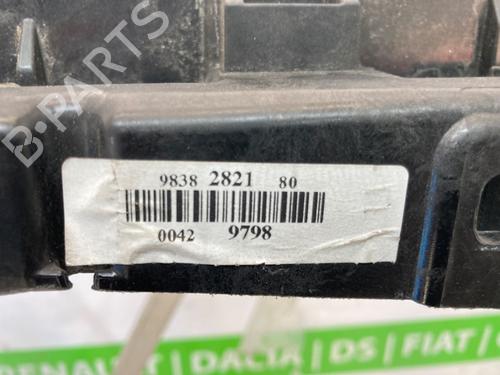 B-PARTS
9838 2821 80
0042 9798
RENAULT | DACIA | DS | FIAT |